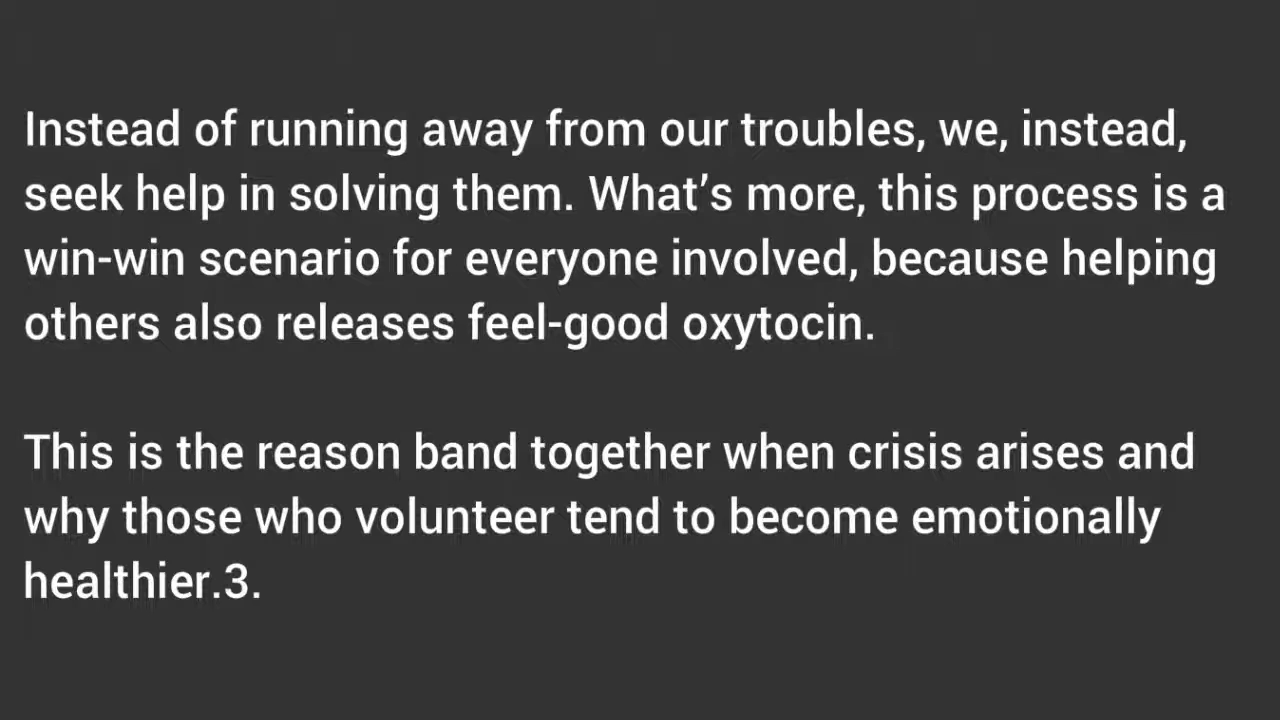 Instead of running away from our troubles, we, instead,
seek help in solving them. What’s more, this process is a
win-win scenario for everyone involved, because helping
others also releases feel-good oxytocin.
This is the reason band together when crisis arises and
why those who volunteer tend to become emotionally
healthier.3.